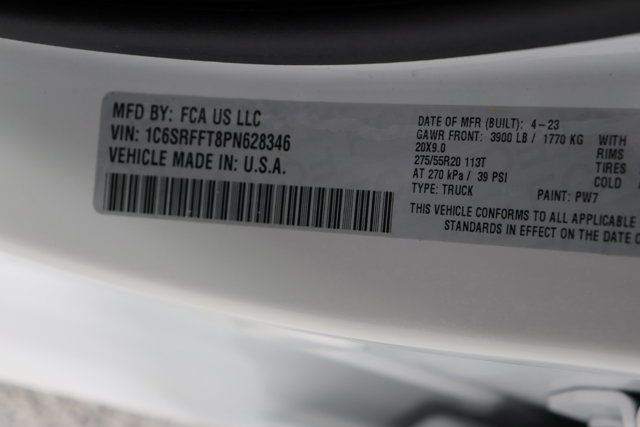 MFD BY: FCA US LLC
VIN: 1C6SRFFT8PN628346
VEHICLE MADE IN: U.S.A.
DATE OF MFR (BUILT): 4-23
GAWR FRONT: 3900 LB / 1770 KG WITH
20X9.0 RIMS
275/55R20 113T TIRES
AT 270 kPa / 39 PSI COLD
TYPE: TRUCK PAINT: PW7
THIS VEHICLE CONFORMS TO ALL APPLICABLE
STANDARDS IN EFFECT ON THE DATE